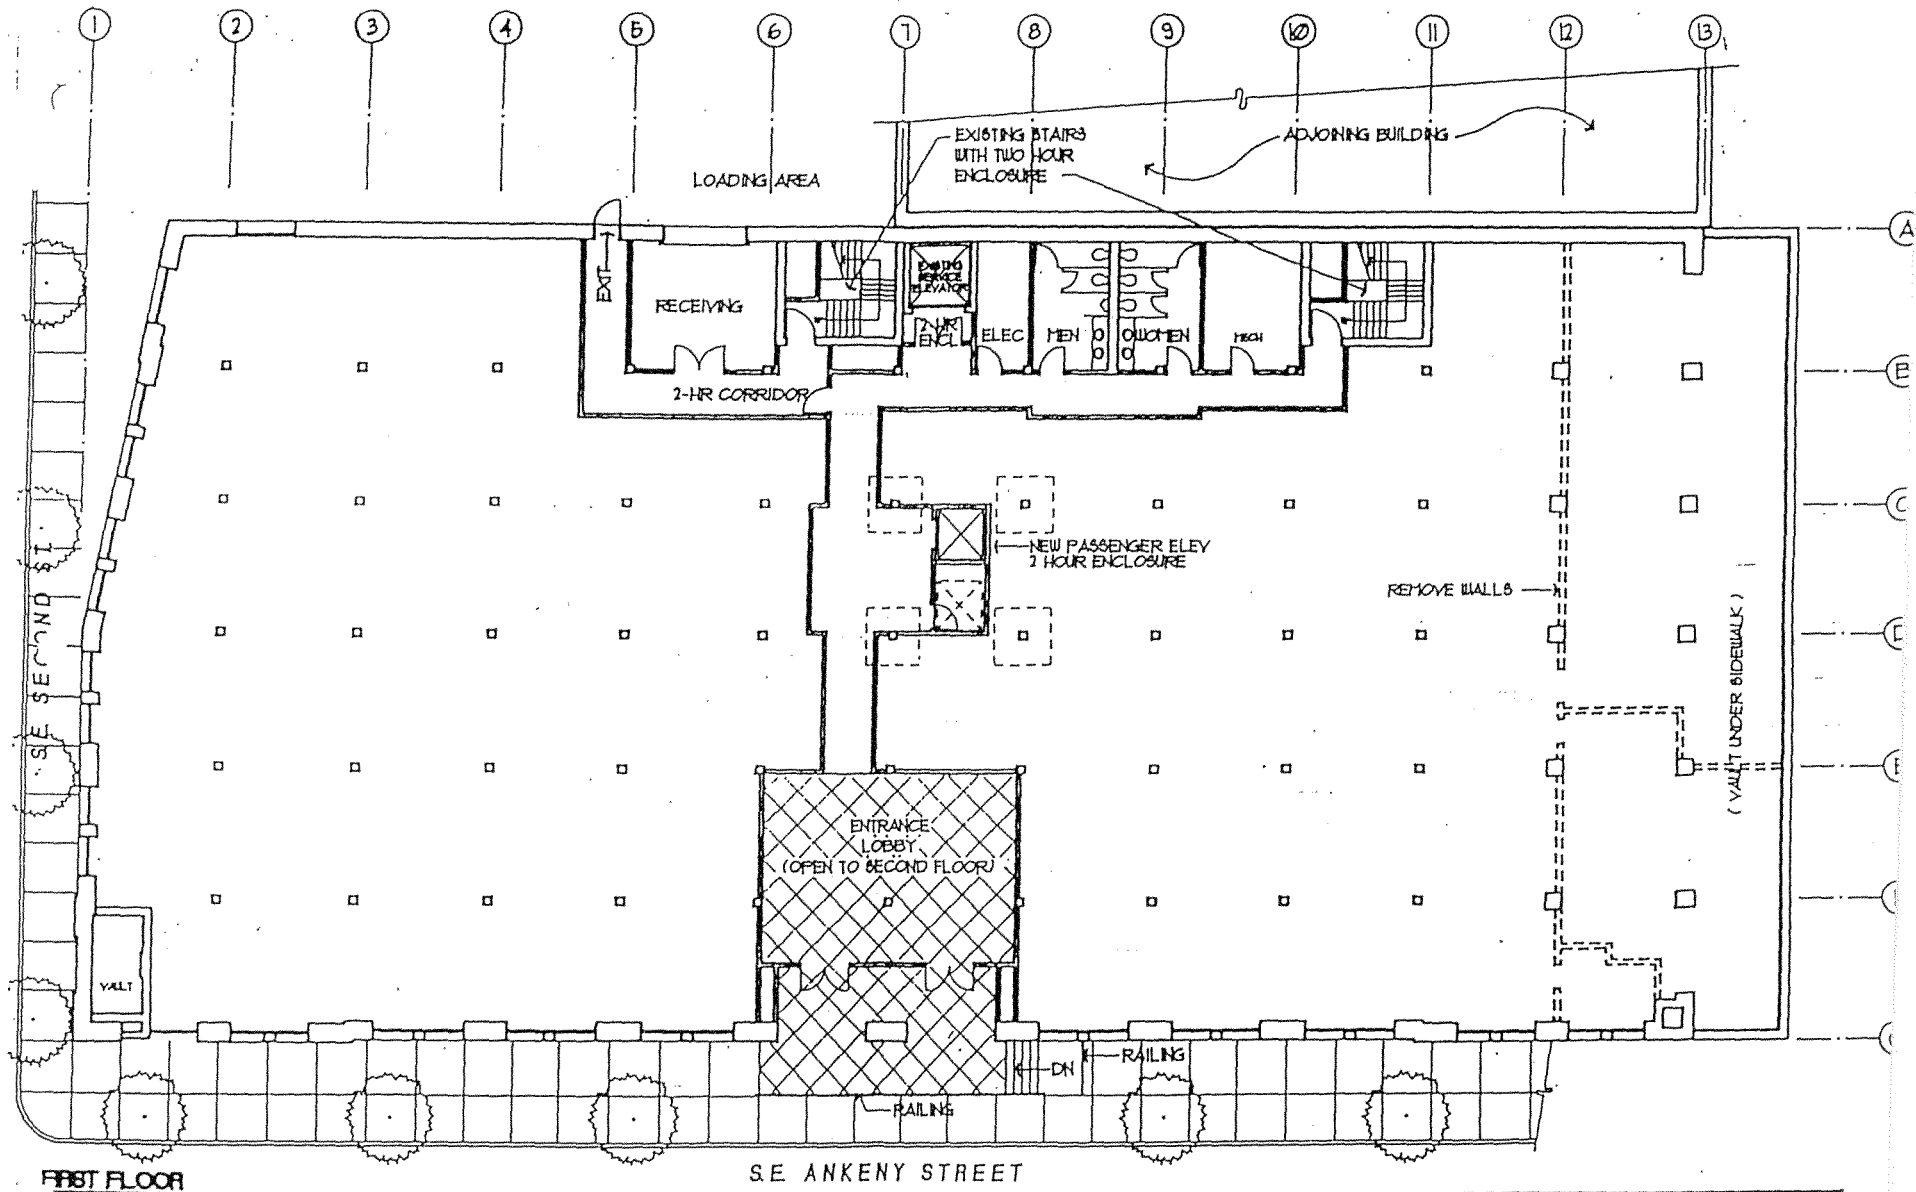 1 2 3 4 5 6 7 8 9 10 11 12 13
EXISTING STAIRS
WITH TWO HOUR
ENCLOSURE
ADJOINING BUILDING
LOADING AREA
A
EXIT
RECEIVING
EXISTING
SERVICE
ELEVATOR
2-HR
ENCL
ELEC
MEN
WOMEN
MECH
B
2-HR CORRIDOR
C
NEW PASSENGER ELEV
2 HOUR ENCLOSURE
REMOVE WALLS
S.E. SECOND ST.
D
(VAULT UNDER SIDEWALK)
E
ENTRANCE
LOBBY
(OPEN TO SECOND FLOOR)
VAULT
RAILING
DN
RAILING
FIRST FLOOR
S.E. ANKENY STREET